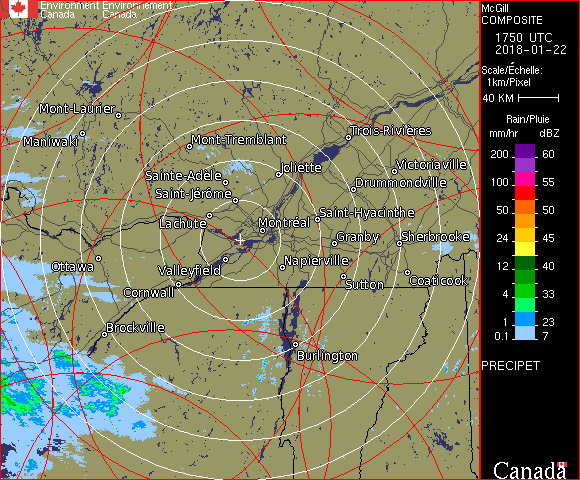 Environment Environnement
Canada Canada
McGill
COMPOSITE
1750 UTC
2018-01-22
Scale/Échelle:
1km/Pixel
40 KM
Rain/Pluie
mm/hr dBZ
200 60
100 55
50 50
24 45
12 40
4 33
1 23
0.1 7
PRECIPET
Mont-Laurier
Maniwaki
Mont-Tremblant
Trois-Rivières
Sainte-Adèle
Joliette
Victoriaville
Saint-Jérôme
Drummondville
Lachute
Montréal
Saint-Hyacinthe
Granby
Sherbrooke
Ottawa
Valleyfield
Napierville
Cornwall
Sutton
Coaticook
Brockville
Burlington
Canada